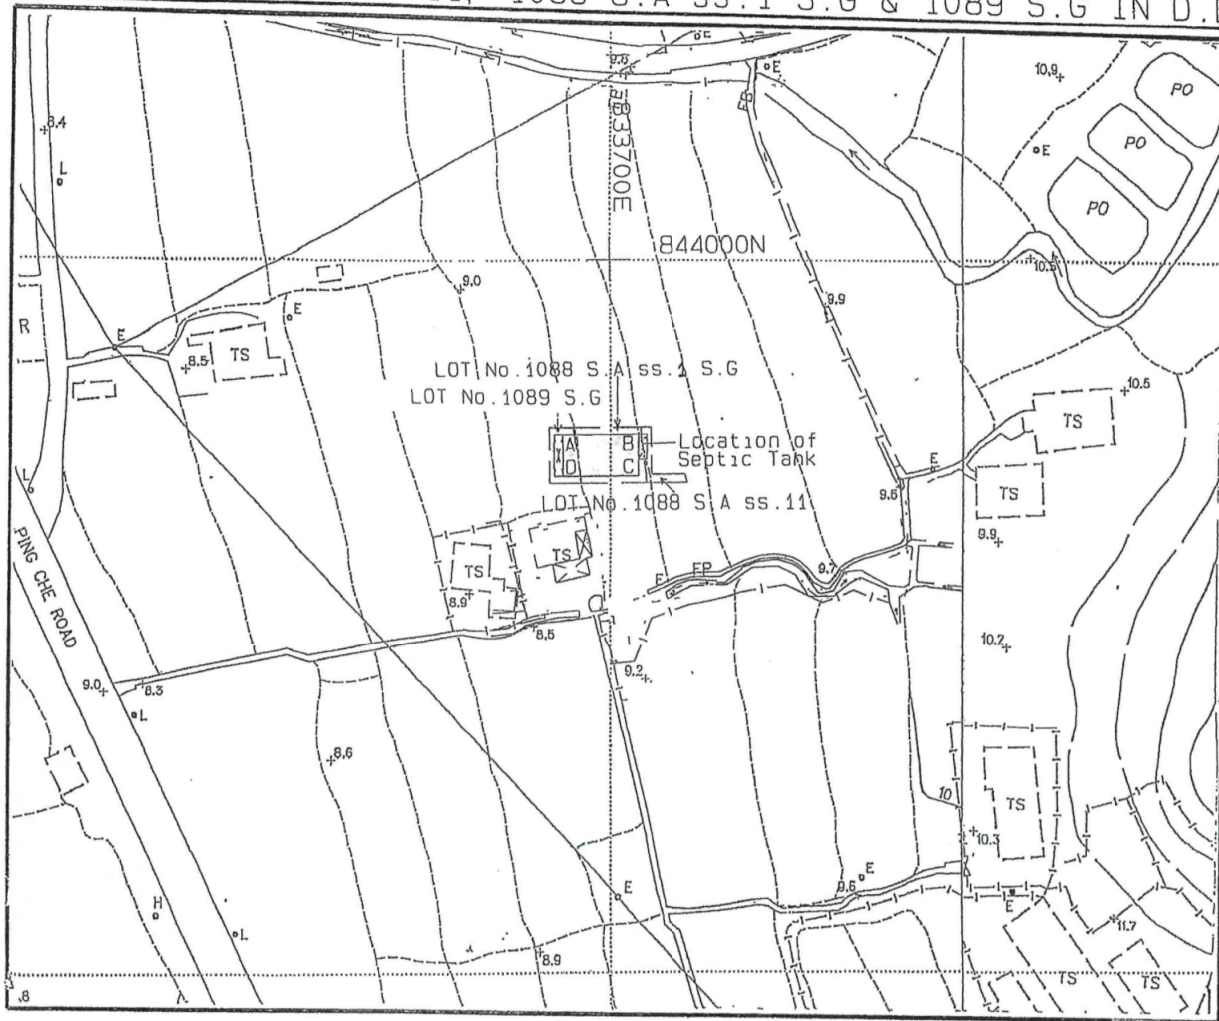 1088 S.A ss.1 S.G & 1089 S.G IN D.
E
9.8
E
10.9
PO
FB
PO
8.4
E
L
833700E
PO
844000N
10.5
9.0
E
9.9
R
E
TS
8.5
LOT No.1088 S.A ss.1 S.G
10.5
LOT No.1089 S.G
TS
A B
Location of
D C
Septic Tank
E
L
9.6
TS
LOT No.1088 S.A ss.11
9.9
TS
TS
9.7
FP
8.9
PING CHE ROAD
8.5
10.2
9.0
8.3
9.2
L
8.6
10
TS
10.3
E
E
9.6
E
H
11.7
L
8.9
TS
TS
.8